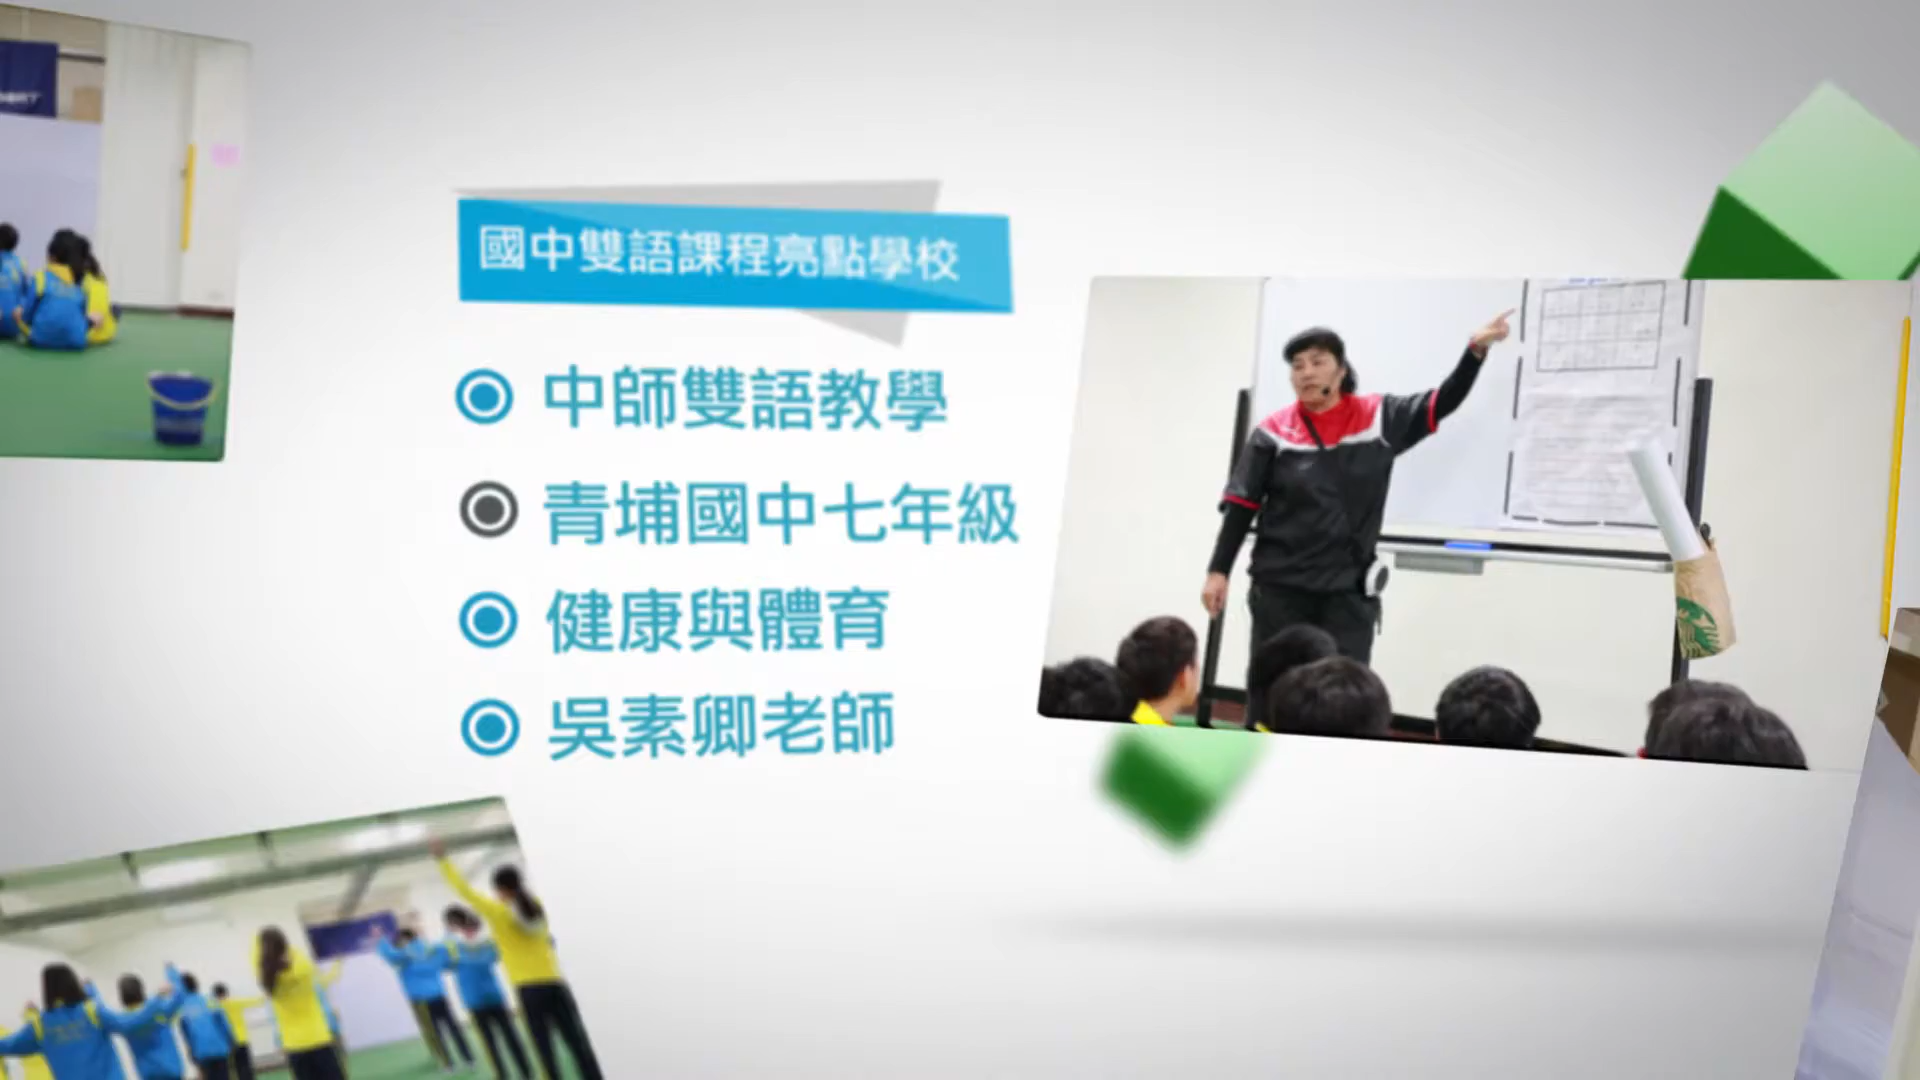 國中雙語課程亮點學校
中師雙語教學
青埔國中七年級
健康與體育
吳素卿老師